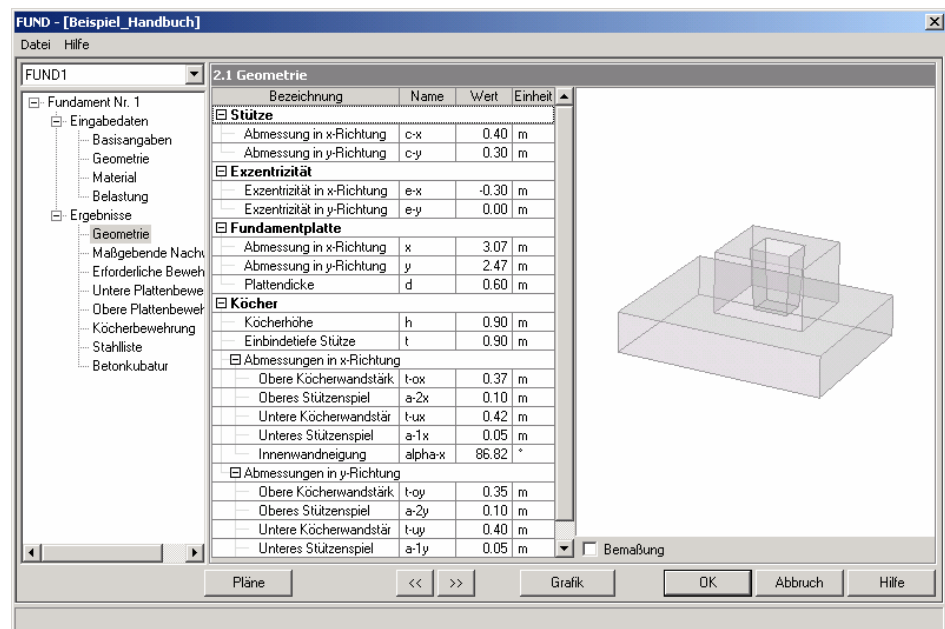 FUND - [Beispiel_Handbuch]
Datei Hilfe
FUND1
Fundament Nr. 1
Eingabedaten
Basisangaben
Geometrie
Material
Belastung
Ergebnisse
Geometrie
Maßgebende Nachw
Erforderliche Beweh
Untere Plattenbewe
Obere Plattenbeweh
Köcherbewehrung
Stahlliste
Betonkubatur
2.1 Geometrie
Bezeichnung Name Wert Einheit
Stütze
Abmessung in x-Richtung c-x 0.40 m
Abmessung in y-Richtung c-y 0.30 m
Exzentrizität
Exzentrizität in x-Richtung e-x -0.30 m
Exzentrizität in y-Richtung e-y 0.00 m
Fundamentplatte
Abmessung in x-Richtung x 3.07 m
Abmessung in y-Richtung y 2.47 m
Plattendicke d 0.60 m
Köcher
Köcherhöhe h 0.90 m
Einbindetiefe Stütze t 0.90 m
Abmessungen in x-Richtung
Obere Köcherwandstärk t-ox 0.37 m
Oberes Stützenspiel a-2x 0.10 m
Untere Köcherwandstär t-ux 0.42 m
Unteres Stützenspiel a-1x 0.05 m
Innenwandneigung alpha-x 86.82 °
Abmessungen in y-Richtung
Obere Köcherwandstärk t-oy 0.35 m
Oberes Stützenspiel a-2y 0.10 m
Untere Köcherwandstär t-uy 0.40 m
Unteres Stützenspiel a-1y 0.05 m
Bemaßung
Pläne << >> Grafik OK Abbruch Hilfe